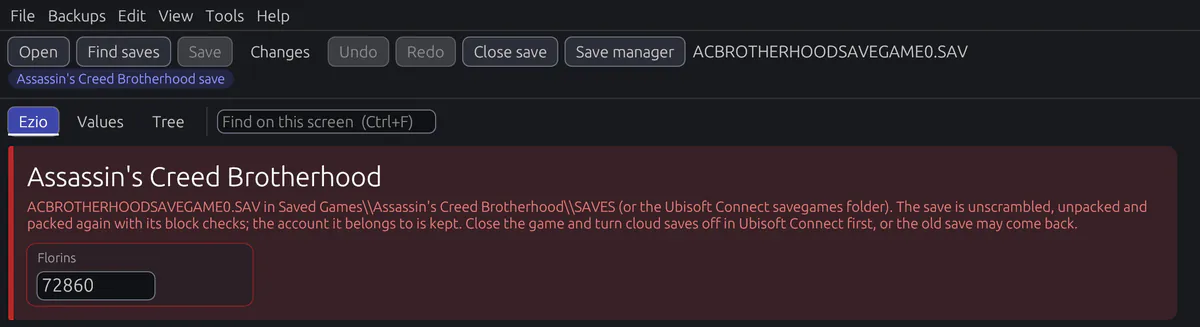 File Backups Edit View Tools Help
Open Find saves Save Changes Undo Redo Close save Save manager ACBROTHERHOODSAVEGAME0.SAV
Assassin's Creed Brotherhood save
Ezio Values Tree Find on this screen (Ctrl+F)
Assassin's Creed Brotherhood
ACBROTHERHOODSAVEGAME0.SAV in Saved Games\\Assassin's Creed Brotherhood\\SAVES (or the Ubisoft Connect savegames folder). The save is unscrambled, unpacked and
packed again with its block checks; the account it belongs to is kept. Close the game and turn cloud saves off in Ubisoft Connect first, or the old save may come back.
Florins
72860